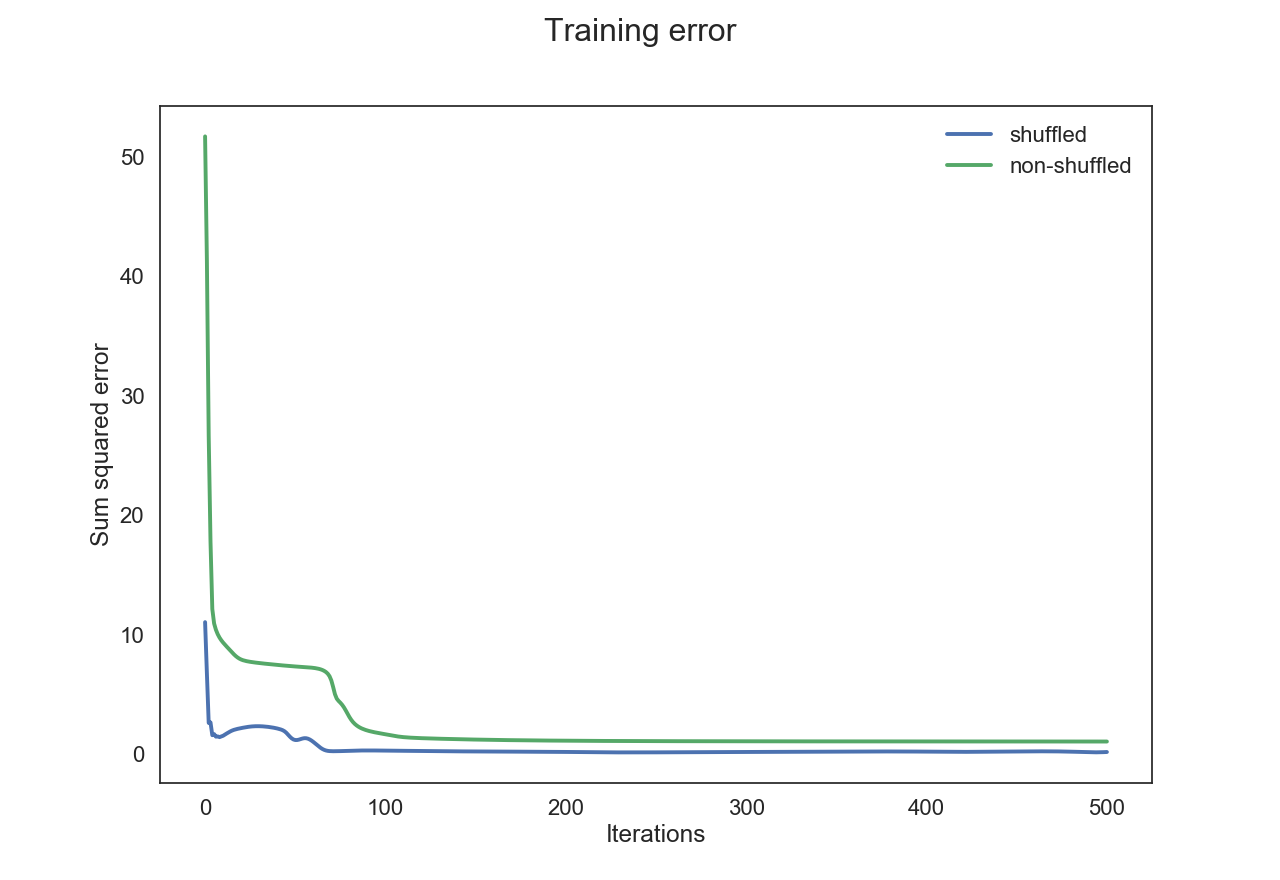 Training error
shuffled
non-shuffled
50
40
30
20
10
0
Sum squared error
0 100 200 300 400 500
Iterations